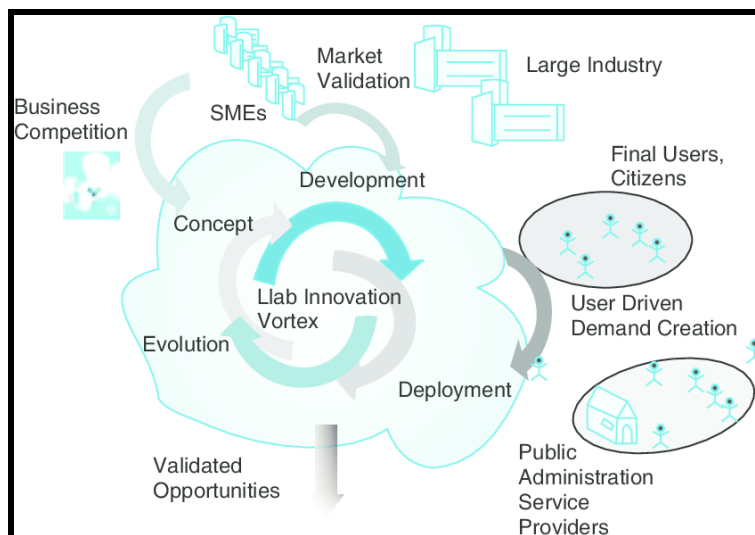 Market
Validation
Large Industry
Business
Competition
SMEs
Final Users,
Citizens
Development
Concept
Llab Innovation
Vortex
User Driven
Demand Creation
Evolution
Deployment
Validated
Opportunities
Public
Administration
Service
Providers